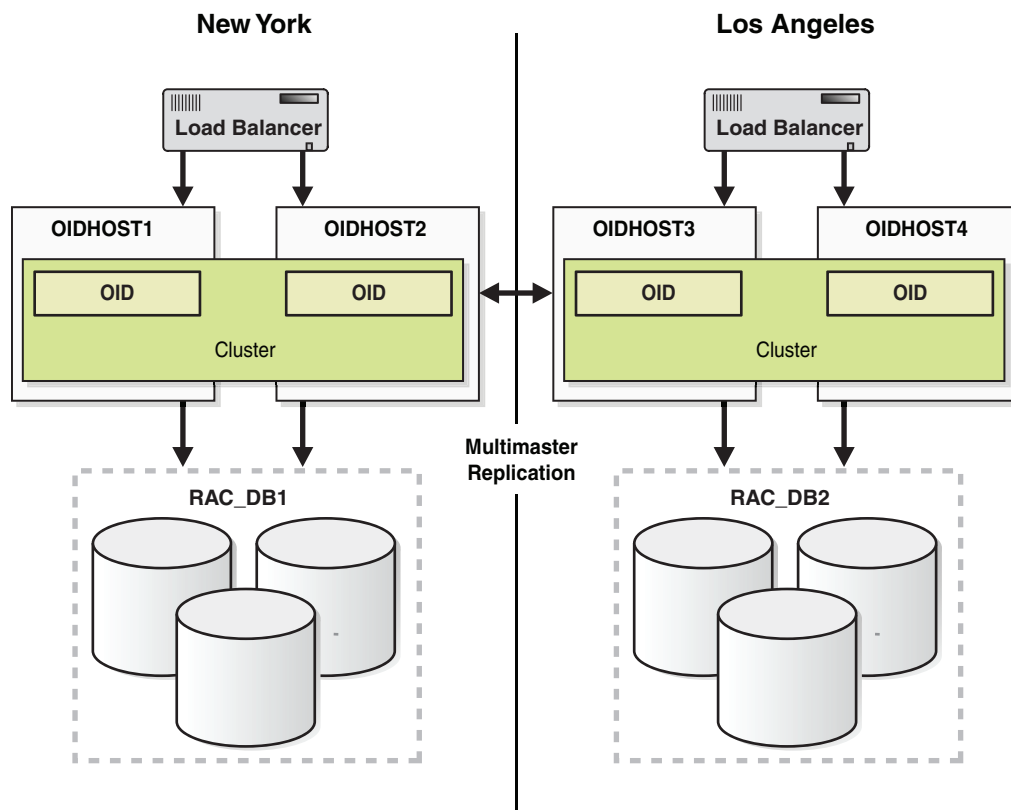 New York
Los Angeles
Load Balancer
Load Balancer
OIDHOST1
OIDHOST2
OIDHOST3
OIDHOST4
OID
OID
OID
OID
Cluster
Cluster
Multimaster
Replication
RAC_DB1
RAC_DB2